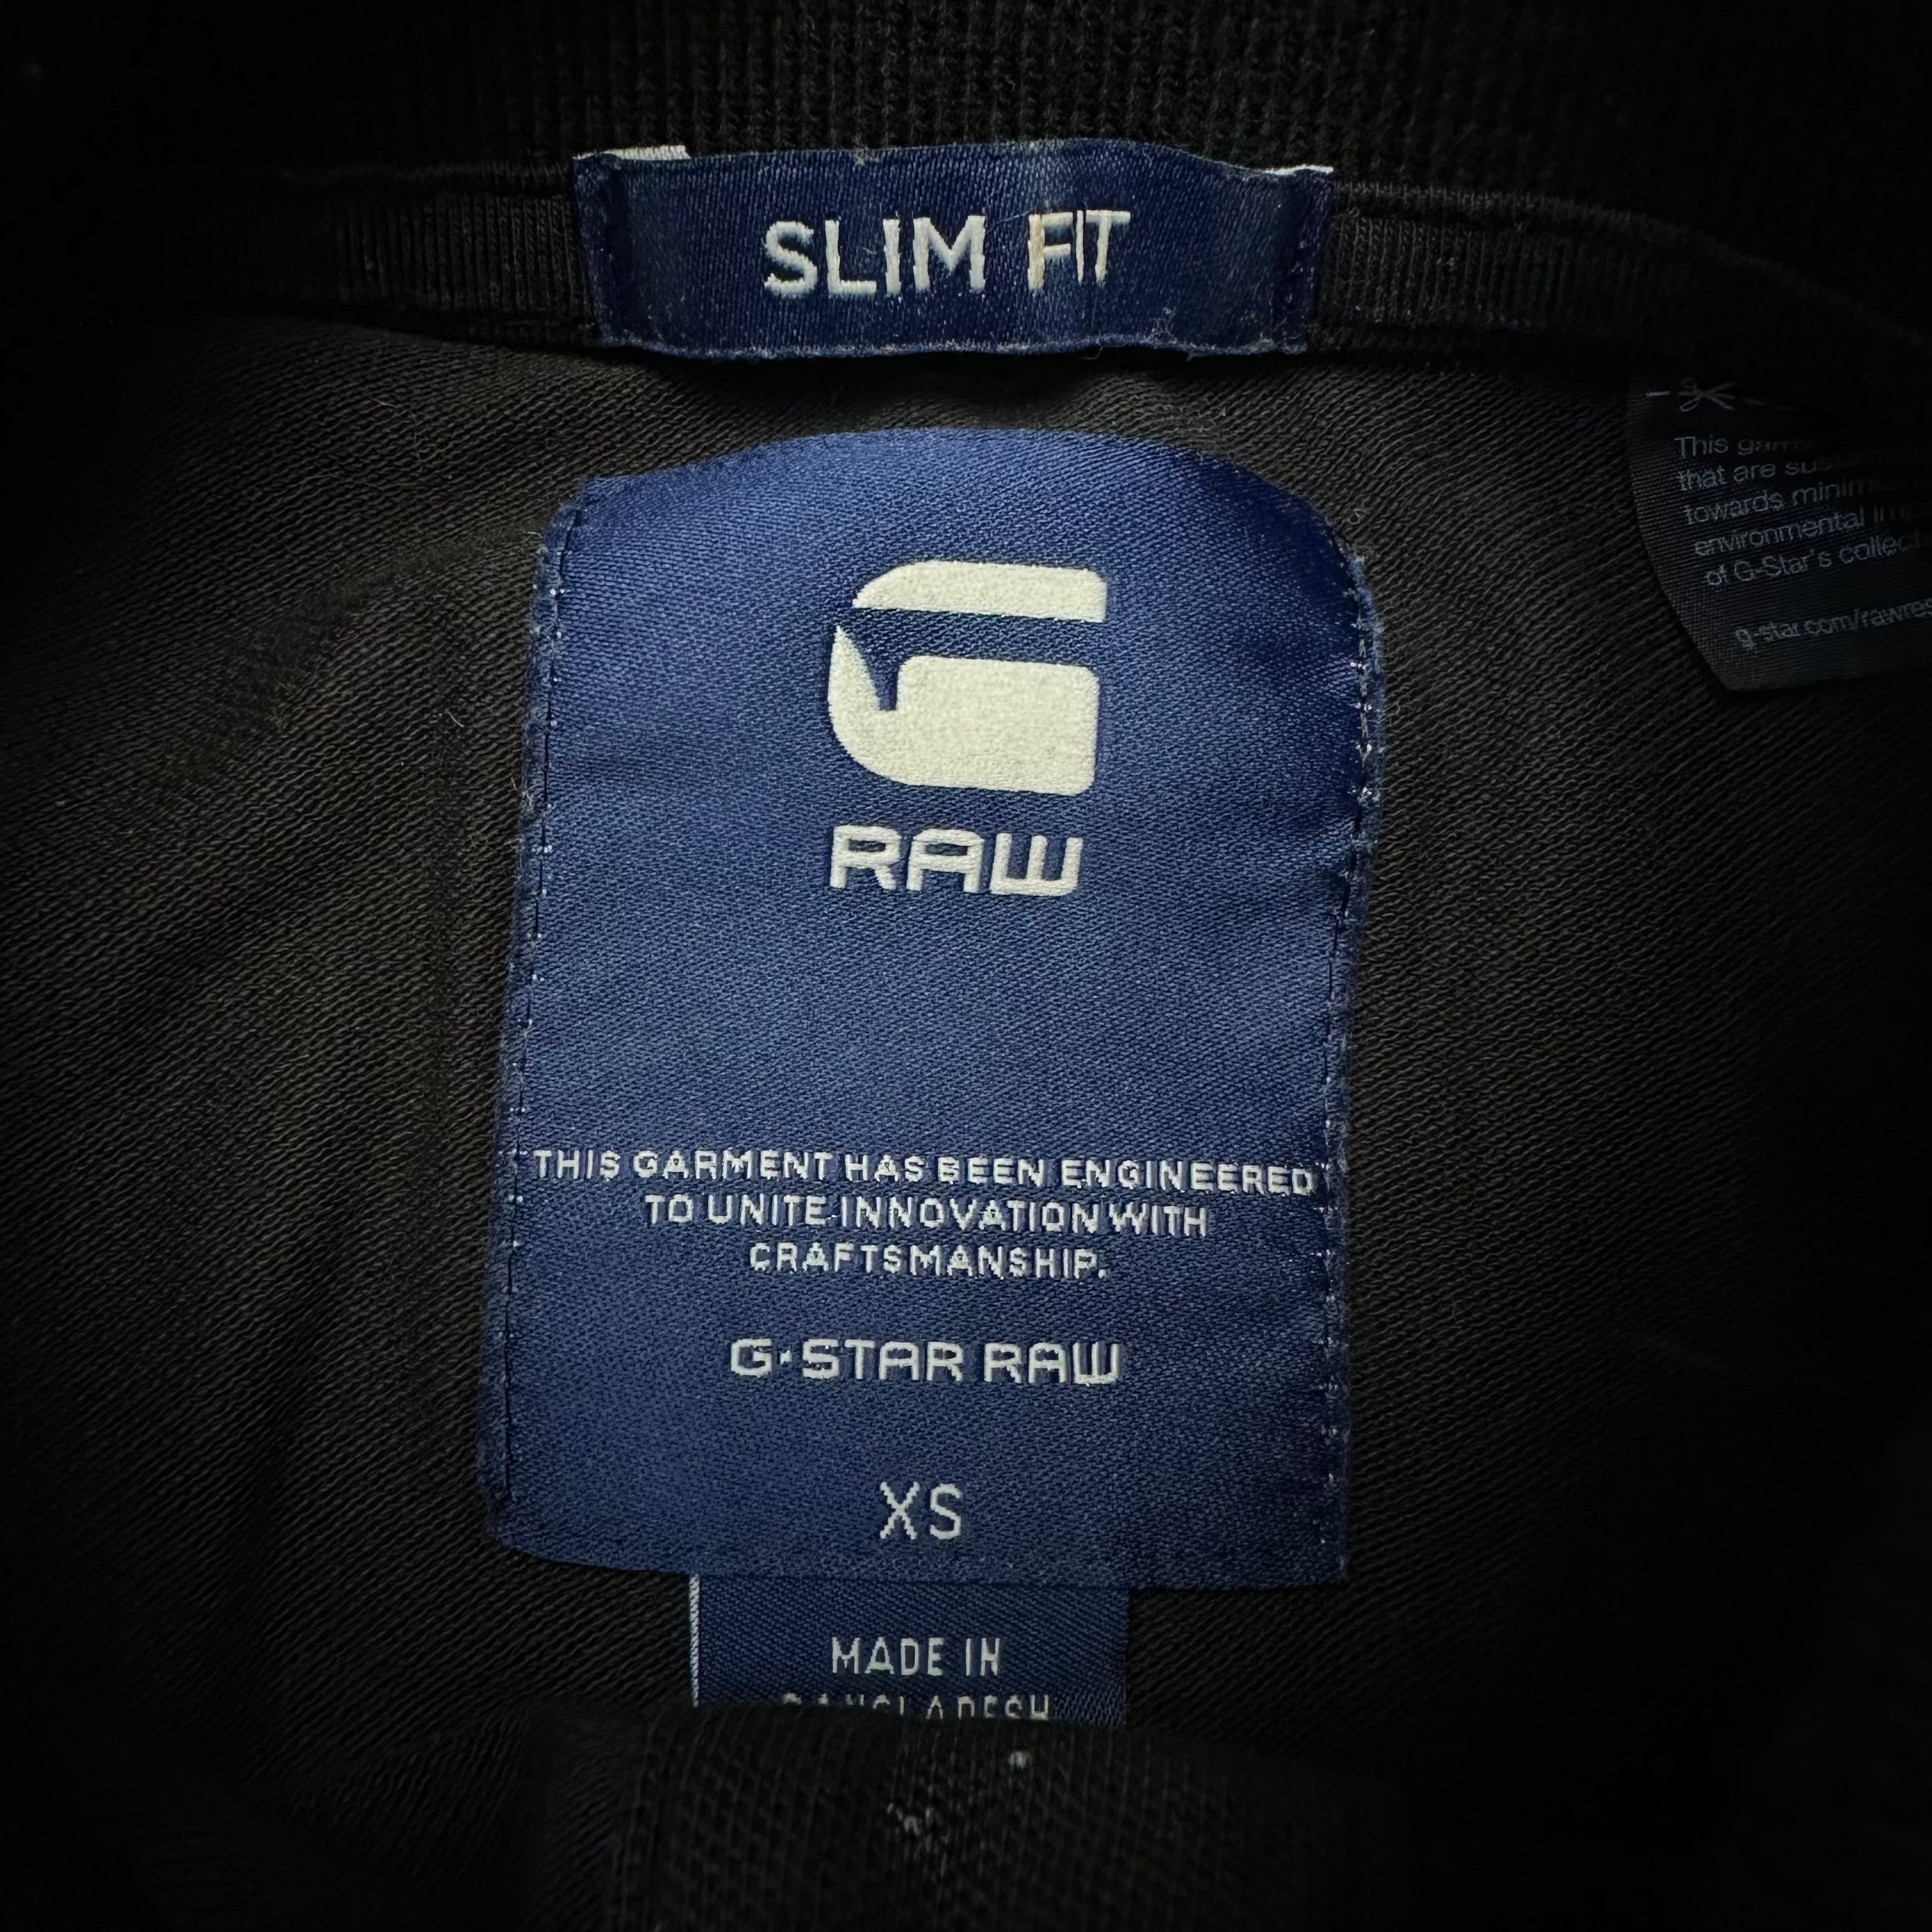 SLIM FIT
This
that are
towards
environmental
of G-Star's
G
RAW
THIS GARMENT HAS BEEN ENGINEERED
TO UNITE INNOVATION WITH
CRAFTSMANSHIP.
G-STAR RAW
XS
MADE IN
BANGLADESH